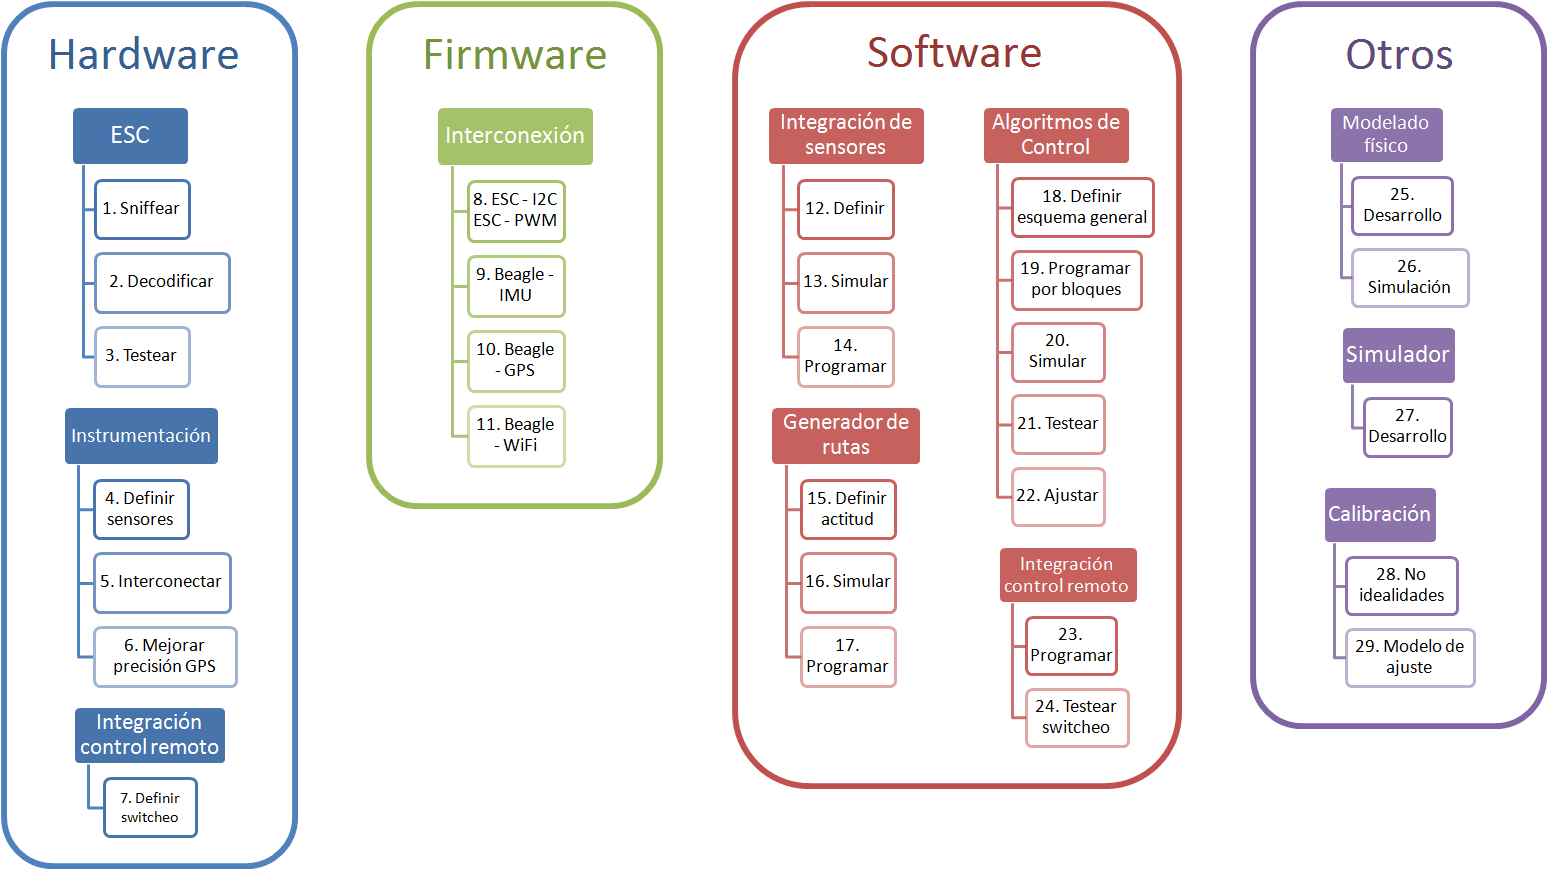 Hardware
ESC
1. Sniffear
2. Decodificar
3. Testear
Instrumentación
4. Definir
sensores
5. Interconectar
6. Mejorar
precisión GPS
Integración
control remoto
7. Definir
switcheo
Firmware
Interconexión
8. ESC - I2C
ESC - PWM
9. Beagle -
IMU
10. Beagle
- GPS
11. Beagle
- WiFi
Software
Integración de
sensores
12. Definir
13. Simular
14.
Programar
Generador de
rutas
15. Definir
actitud
16. Simular
17.
Programar
Algoritmos de
Control
18. Definir
esquema general
19. Programar
por bloques
20.
Simular
21. Testear
22. Ajustar
Integración
control remoto
23.
Programar
24. Testear
switcheo
Otros
Modelado
físico
25.
Desarrollo
26.
Simulación
Simulador
27.
Desarrollo
Calibración
28. No
idealidades
29. Modelo de
ajuste